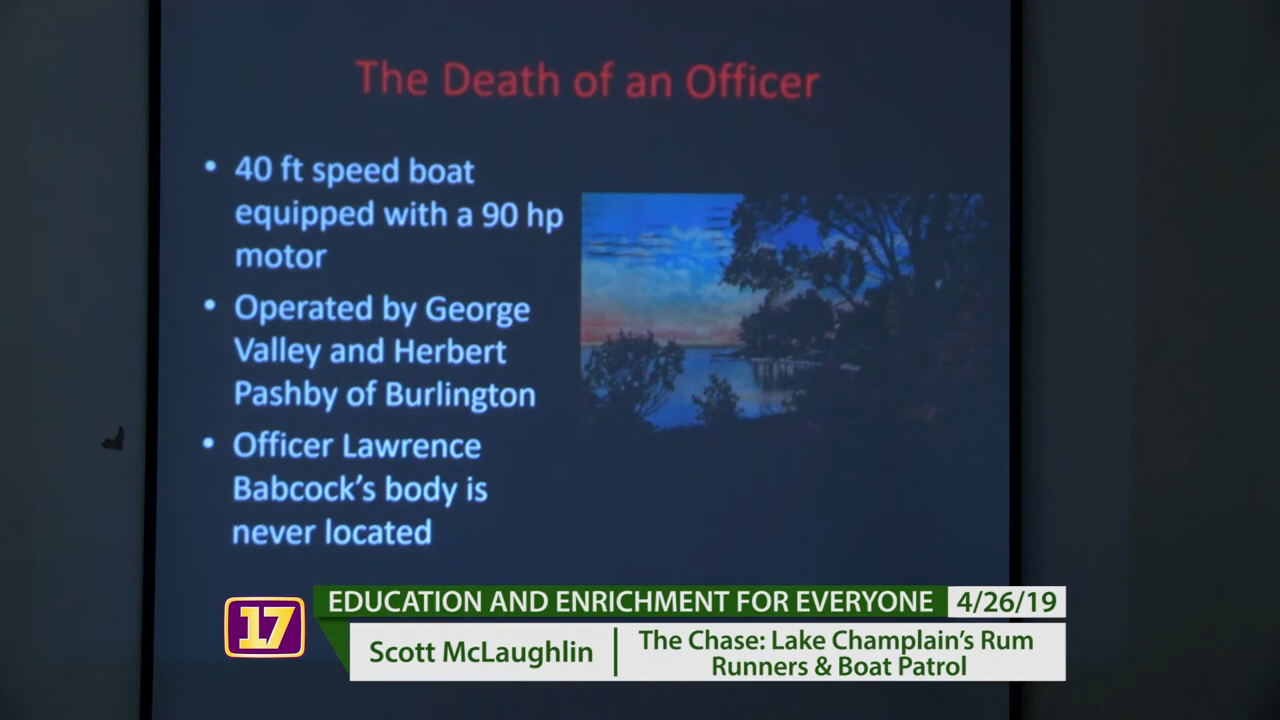 The Death of an Officer
• 40 ft speed boat
equipped with a 90 hp
motor
• Operated by George
Valley and Herbert
Pashby of Burlington
• Officer Lawrence
Babcock’s body is
never located
17
EDUCATION AND ENRICHMENT FOR EVERYONE
4/26/19
Scott McLaughlin
The Chase: Lake Champlain’s Rum
Runners & Boat Patrol